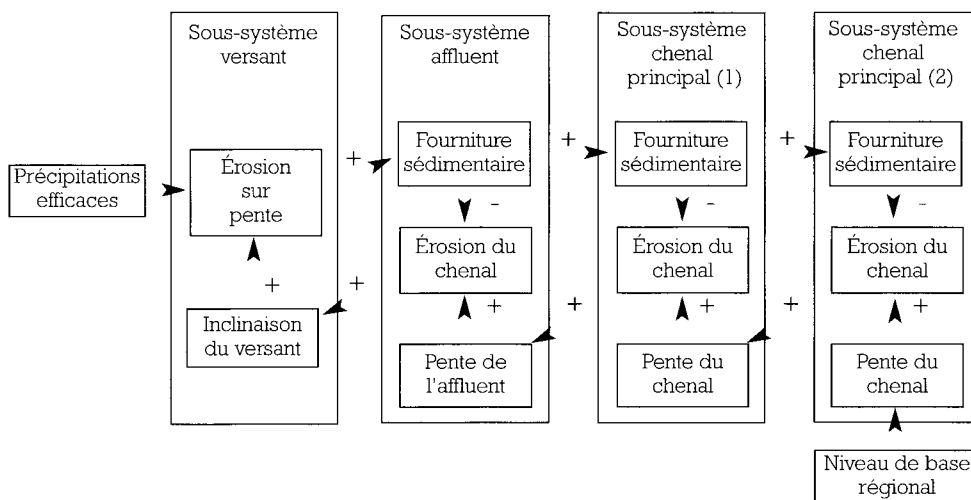 Sous-système
versant
Sous-système
affluent
Sous-système
chenal
principal (1)
Sous-système
chenal
principal (2)
Précipitations
efficaces
Érosion
sur
pente
+
Inclinaison
du versant
+
+
Fourniture
sédimentaire
-
Érosion du
chenal
+
Pente de
l'affluent
+
+
Fourniture
sédimentaire
-
Érosion du
chenal
+
Pente du
chenal
+
+
Fourniture
sédimentaire
-
Érosion du
chenal
+
Pente du
chenal
Niveau de base
régional